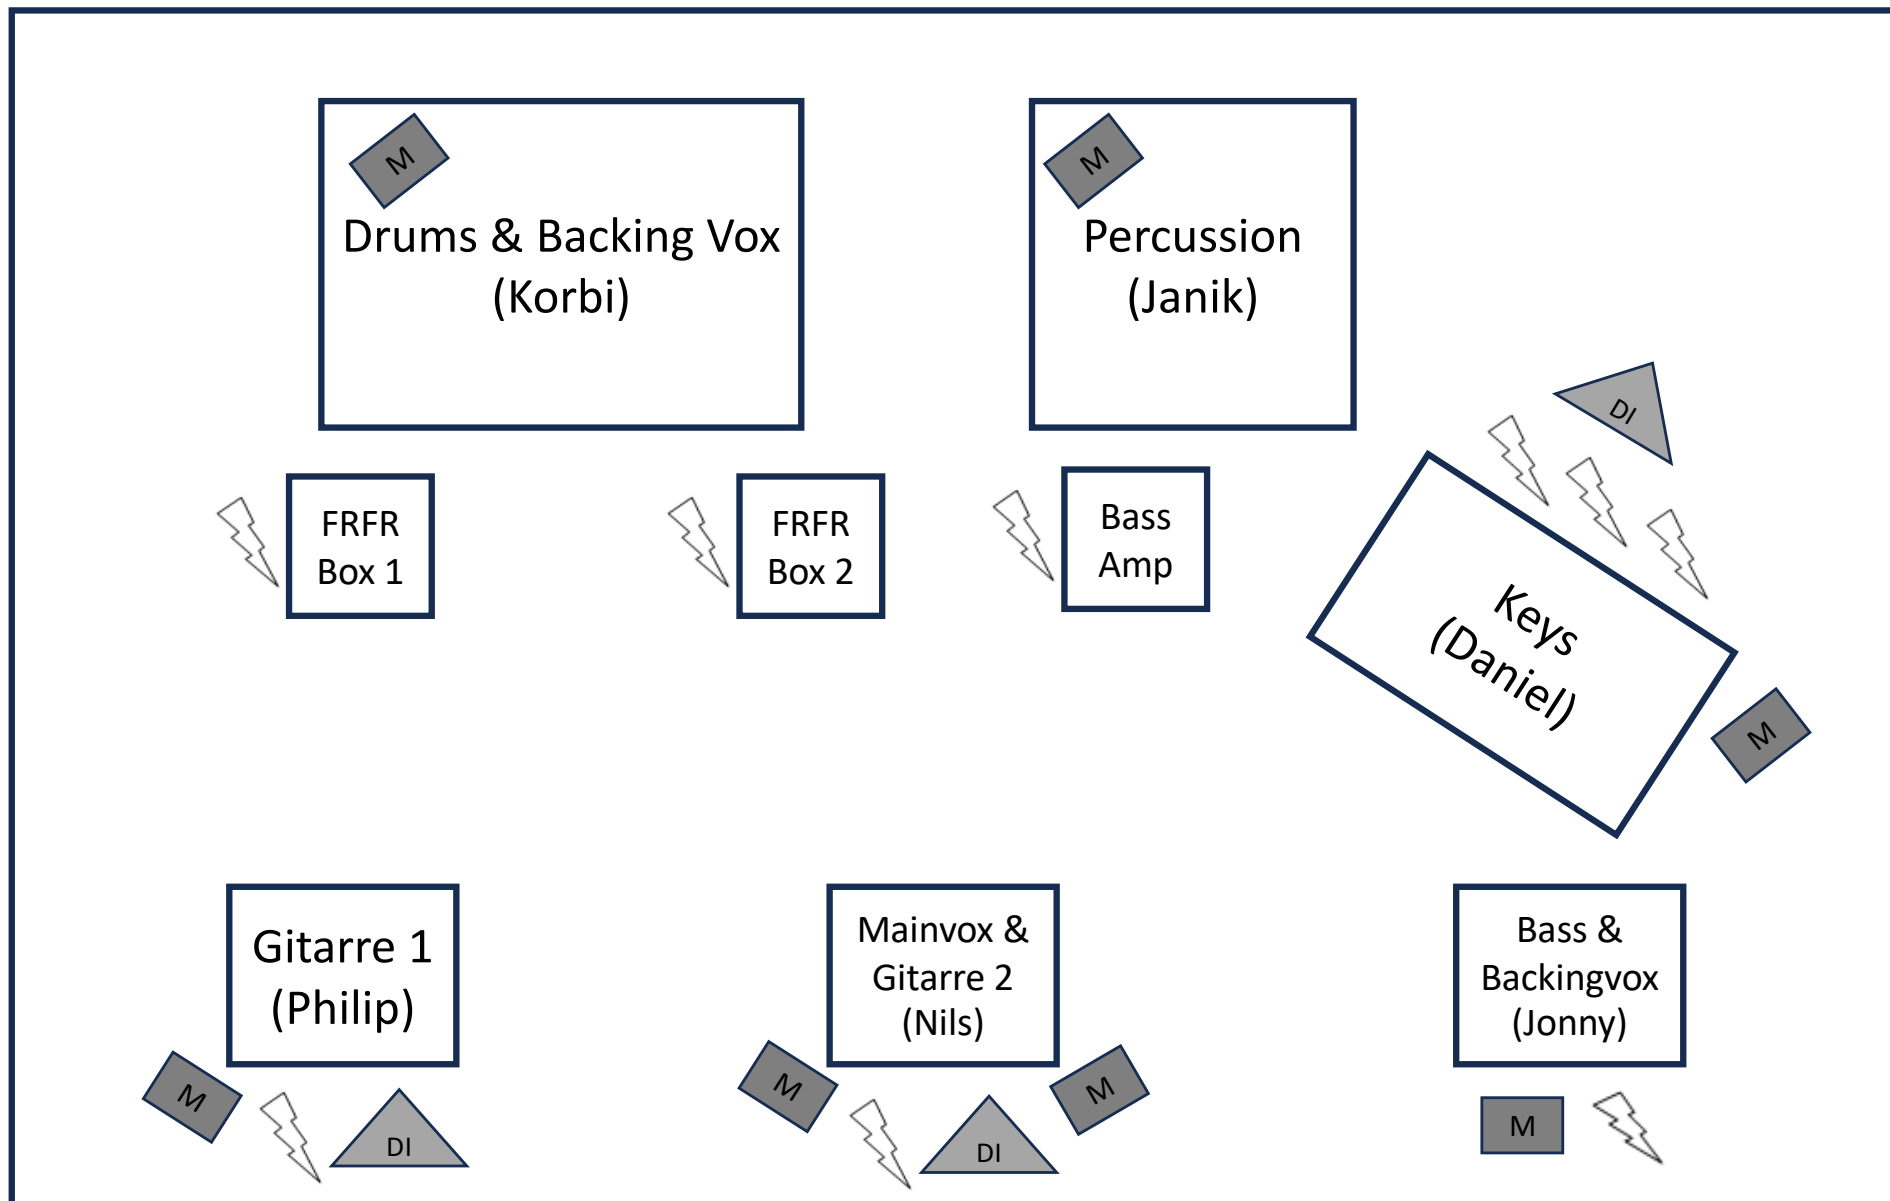 M
Drums & Backing Vox
(Korbi)
M
Percussion
(Janik)
DI
FRFR
Box 1
FRFR
Box 2
Bass
Amp
Keys
(Daniel)
M
Gitarre 1
(Philip)
M
DI
Mainvox &
Gitarre 2
(Nils)
M
DI
M
Bass &
Backingvox
(Jonny)
M